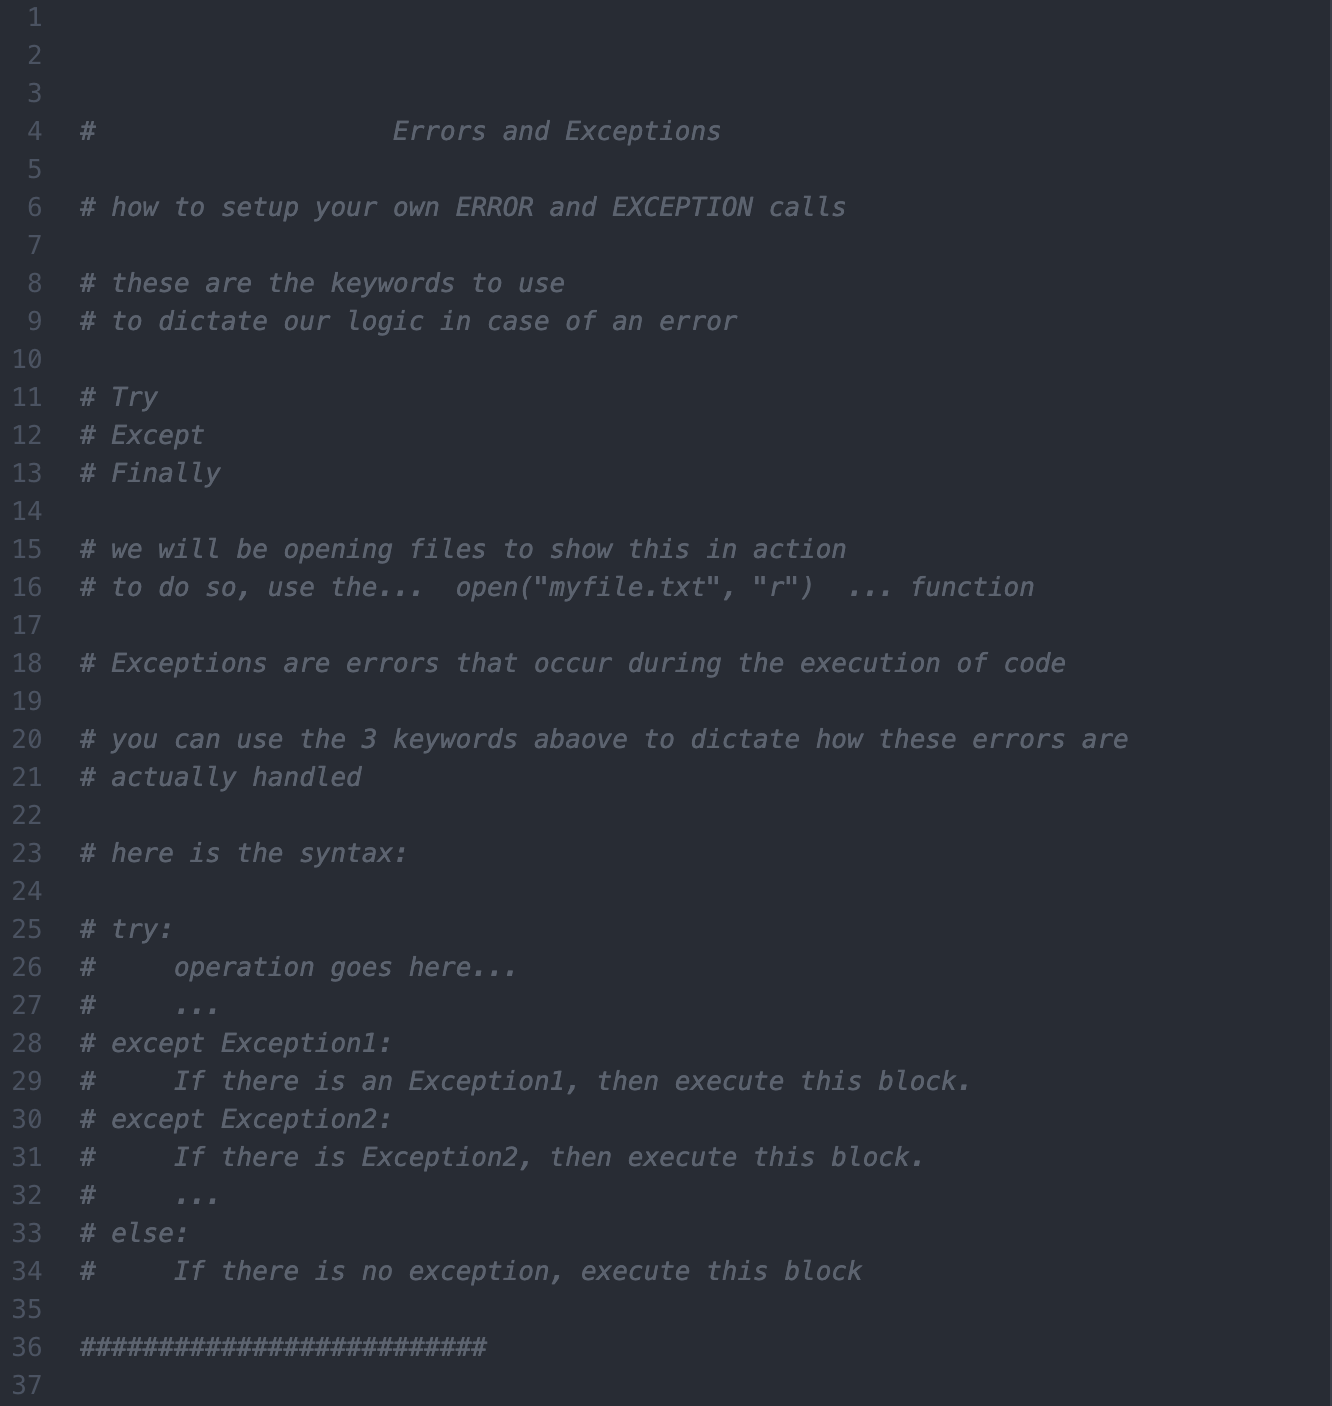 1
2
3
4 #                   Errors and Exceptions
5
6 # how to setup your own ERROR and EXCEPTION calls
7
8 # these are the keywords to use
9 # to dictate our logic in case of an error
10
11 # Try
12 # Except
13 # Finally
14
15 # we will be opening files to show this in action
16 # to do so, use the...  open("myfile.txt", "r")  ... function
17
18 # Exceptions are errors that occur during the execution of code
19
20 # you can use the 3 keywords abaove to dictate how these errors are
21 # actually handled
22
23 # here is the syntax:
24
25 # try:
26 #     operation goes here...
27 #     ...
28 # except Exception1:
29 #     If there is an Exception1, then execute this block.
30 # except Exception2:
31 #     If there is Exception2, then execute this block.
32 #     ...
33 # else:
34 #     If there is no exception, execute this block
35
36 ##########################
37